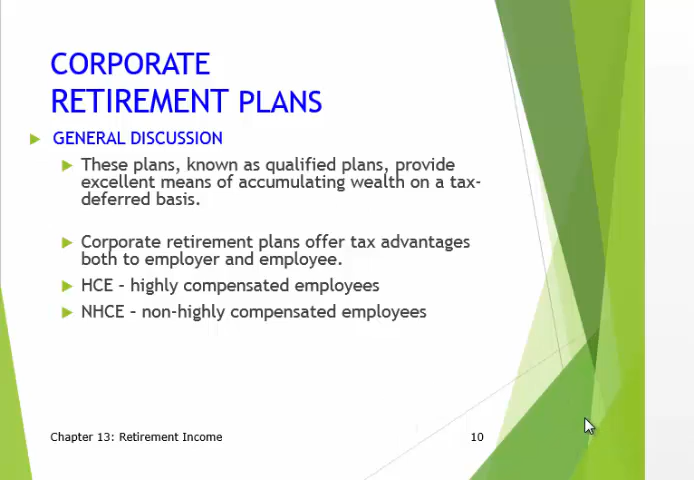 CORPORATE
RETIREMENT PLANS
GENERAL DISCUSSION
These plans, known as qualified plans, provide
excellent means of accumulating wealth on a tax-
deferred basis.
Corporate retirement plans offer tax advantages
both to employer and employee.
HCE – highly compensated employees
NHCE – non-highly compensated employees
Chapter 13: Retirement Income
10